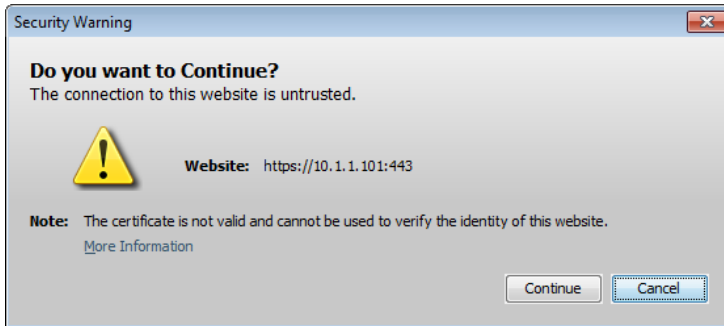 Security Warning
Do you want to Continue?
The connection to this website is untrusted.
Website: https://10.1.1.101:443
Note: The certificate is not valid and cannot be used to verify the identity of this website.
More Information
Continue Cancel